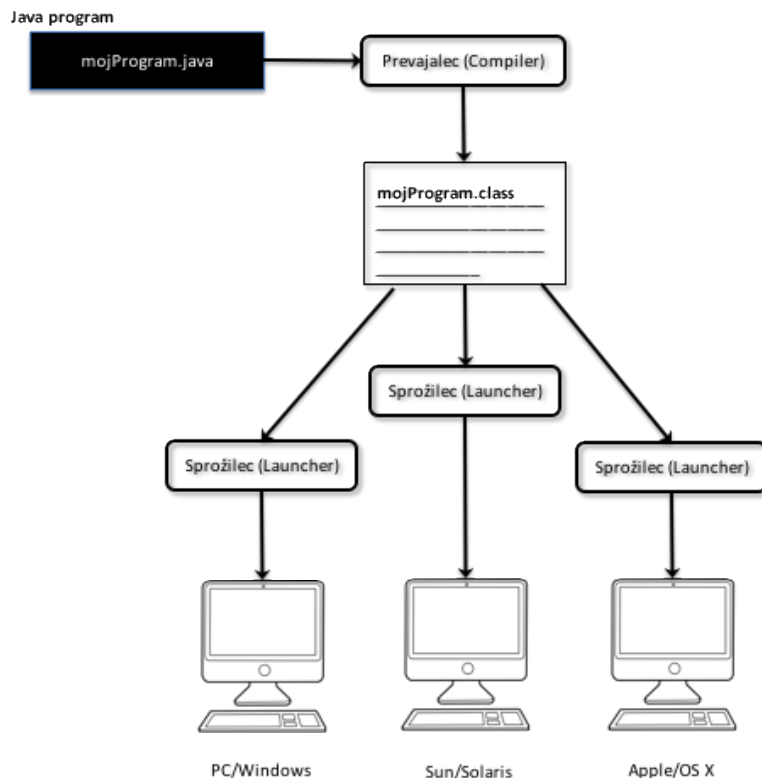 Java program
mojProgram.java
Prevajalec (Compiler)
mojProgram.class
Sprožilec (Launcher)
Sprožilec (Launcher)
Sprožilec (Launcher)
PC/Windows
Sun/Solaris
Apple/OS X